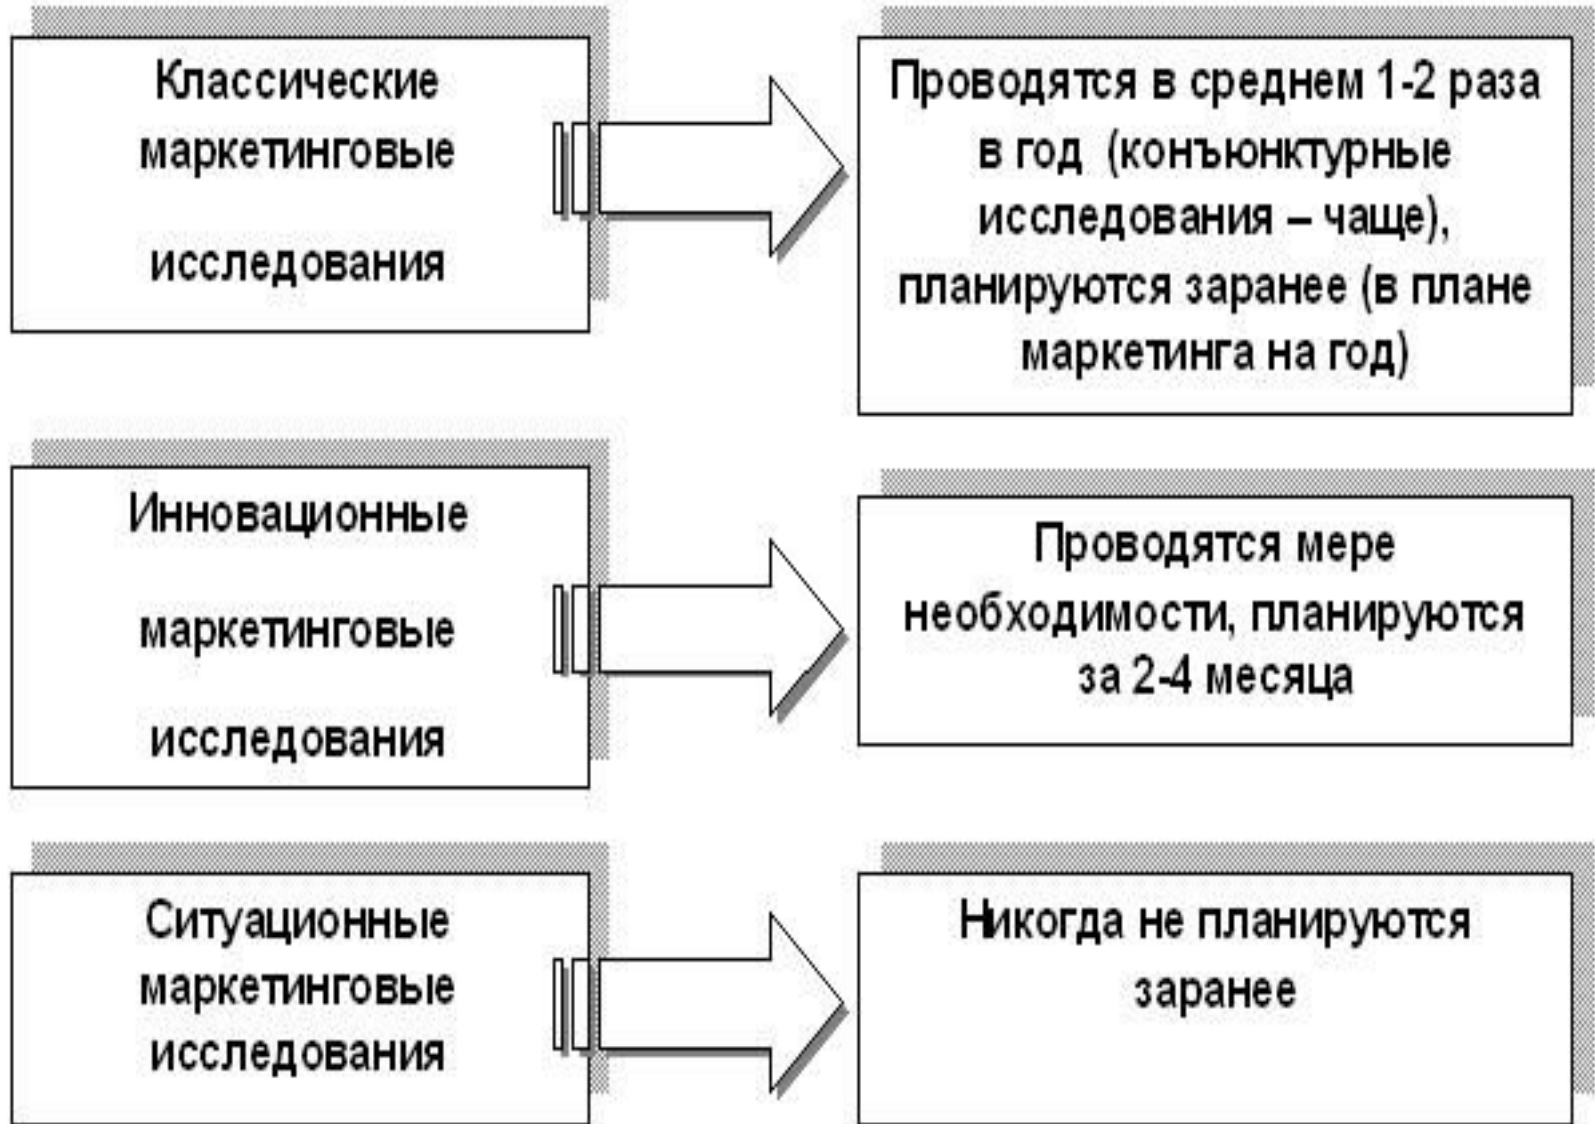 Классические
маркетинговые
исследования
Проводятся в среднем 1-2 раза
в год (конъюнктурные
исследования – чаще),
планируются заранее (в плане
маркетинга на год)
Инновационные
маркетинговые
исследования
Проводятся мере
необходимости, планируются
за 2-4 месяца
Ситуационные
маркетинговые
исследования
Никогда не планируются
заранее